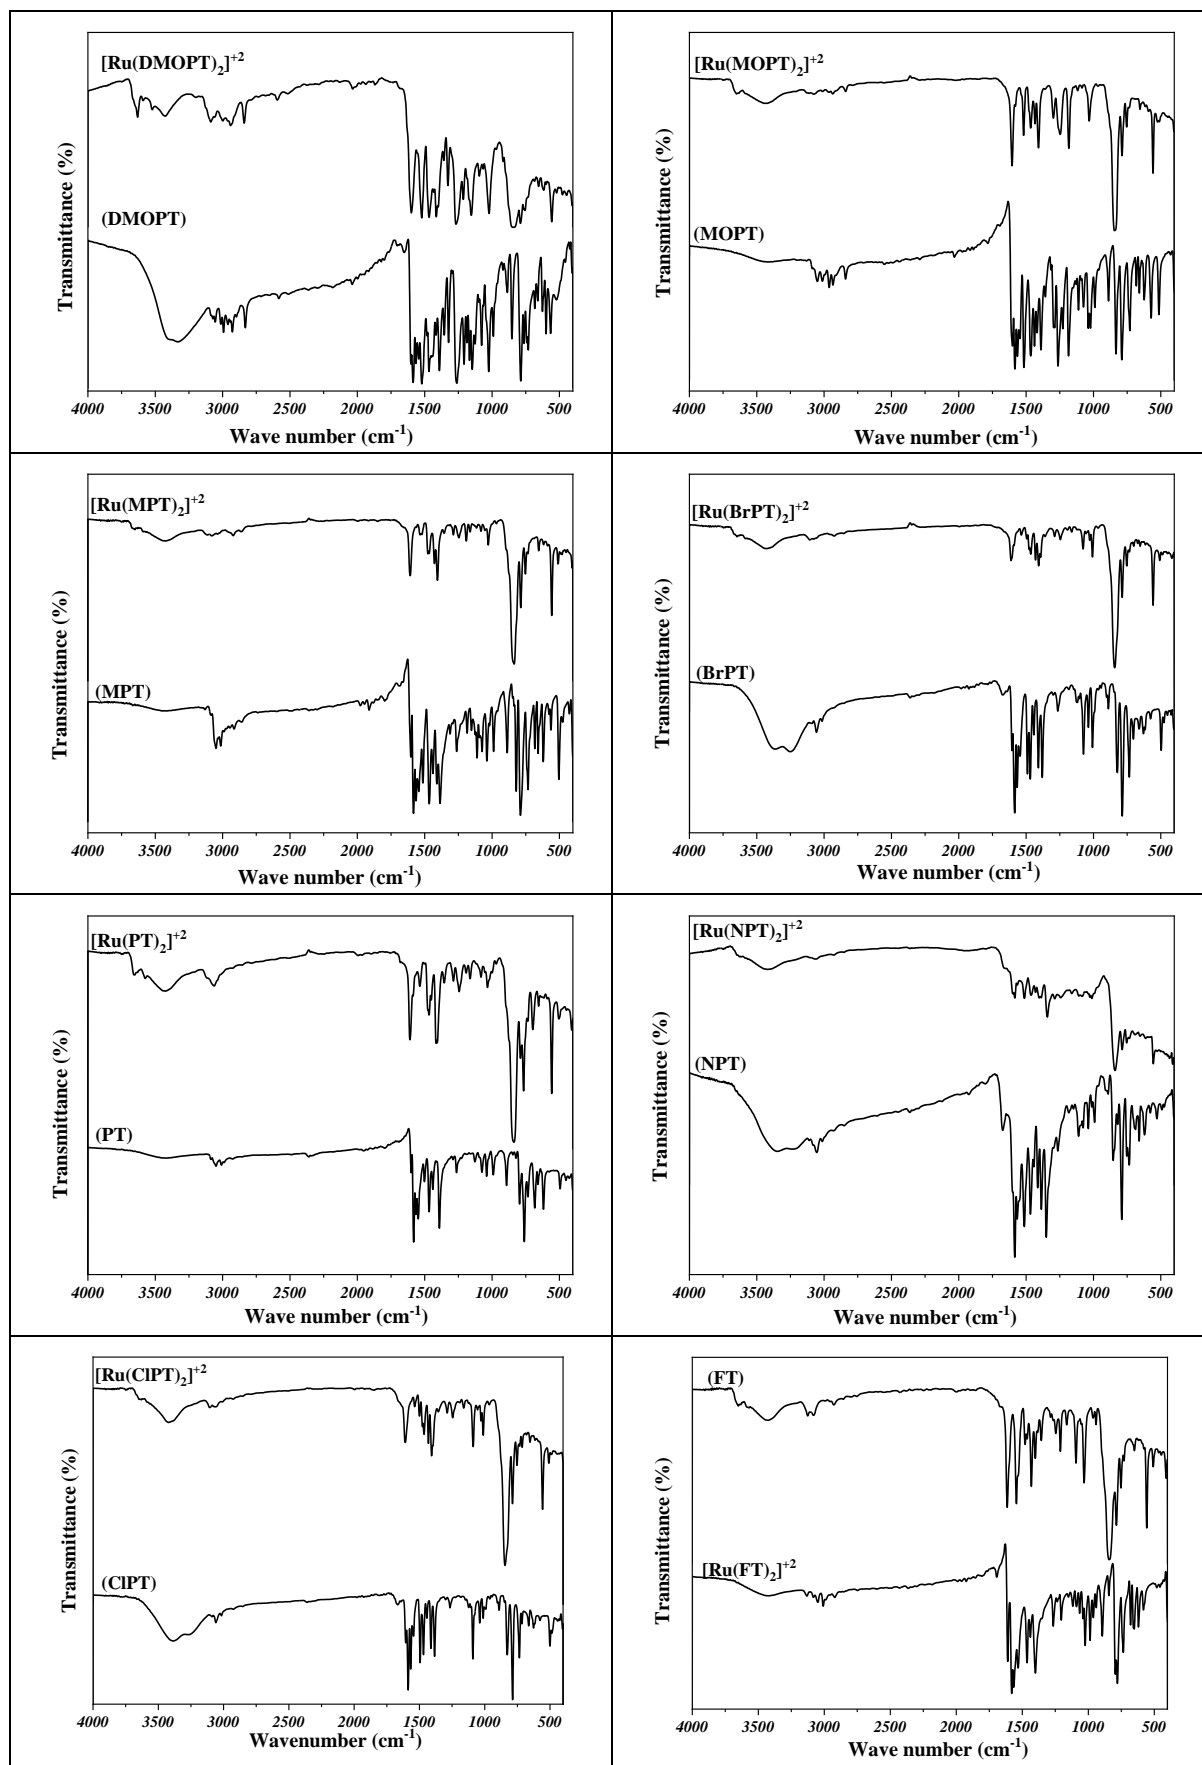 [Ru(DMOPT)2]+2
(DMOPT)
Transmittance (%)
4000 3500 3000 2500 2000 1500 1000 500
Wave number (cm-1)
[Ru(MOPT)2]+2
(MOPT)
Transmittance (%)
4000 3500 3000 2500 2000 1500 1000 500
Wave number (cm-1)
[Ru(MPT)2]+2
(MPT)
Transmittance (%)
4000 3500 3000 2500 2000 1500 1000 500
Wave number (cm-1)
[Ru(BrPT)2]+2
(BrPT)
Transmittance (%)
4000 3500 3000 2500 2000 1500 1000 500
Wave number (cm-1)
[Ru(PT)2]+2
(PT)
Transmittance (%)
4000 3500 3000 2500 2000 1500 1000 500
Wave number (cm-1)
[Ru(NPT)2]+2
(NPT)
Transmittance (%)
4000 3500 3000 2500 2000 1500 1000 500
Wave number (cm-1)
[Ru(ClPT)2]+2
(ClPT)
Transmittance (%)
4000 3500 3000 2500 2000 1500 1000 500
Wavenumber (cm-1)
(FT)
[Ru(FT)2]+2
Transmittance (%)
4000 3500 3000 2500 2000 1500 1000 500
Wave number (cm-1)